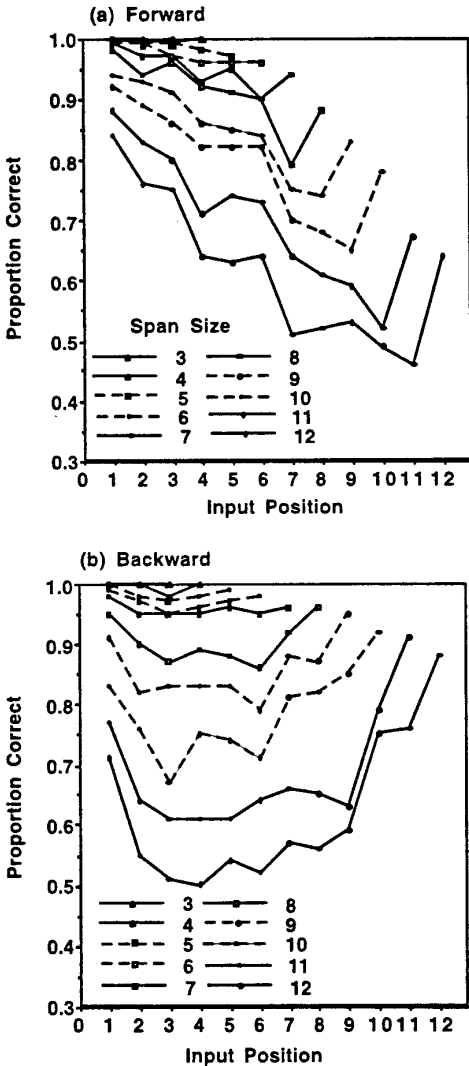 (a) Forward
1.0
0.9
0.8
0.7
0.6
0.5
0.4
0.3
Proportion Correct
Span Size
3 8
4 9
5 10
6 11
7 12
0 1 2 3 4 5 6 7 8 9 10 11 12
Input Position
(b) Backward
1.0
0.9
0.8
0.7
0.6
0.5
0.4
0.3
Proportion Correct
3 8
4 9
5 10
6 11
7 12
0 1 2 3 4 5 6 7 8 9 10 11 12
Input Position